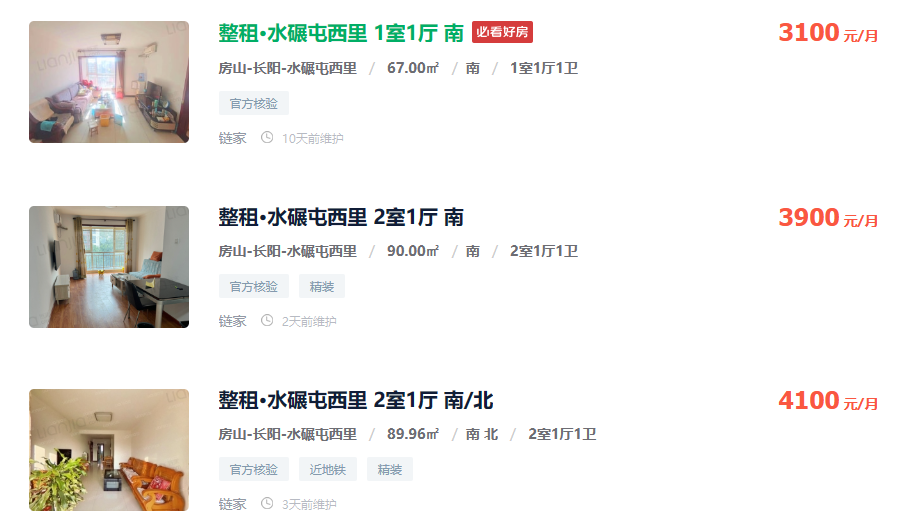 整租·水碾屯西里 1室1厅 南 必看好房 3100 元/月
房山-长阳-水碾屯西里 / 67.00㎡ / 南 / 1室1厅1卫
官方核验
链家 10天前维护
整租·水碾屯西里 2室1厅 南 3900 元/月
房山-长阳-水碾屯西里 / 90.00㎡ / 南 / 2室1厅1卫
官方核验 精装
链家 2天前维护
整租·水碾屯西里 2室1厅 南/北 4100 元/月
房山-长阳-水碾屯西里 / 89.96㎡ / 南 北 / 2室1厅1卫
官方核验 近地铁 精装
链家 3天前维护